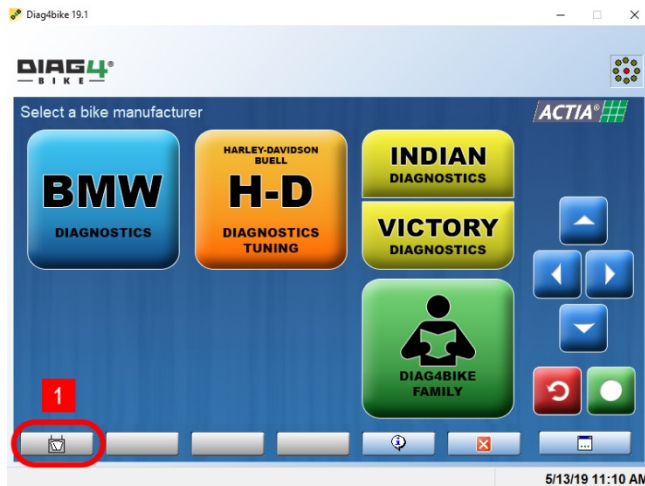 Diag4bike 19.1
DIAG4®
BIKE
Select a bike manufacturer
ACTIA®
BMW
DIAGNOSTICS
HARLEY-DAVIDSON
BUELL
H-D
DIAGNOSTICS
TUNING
INDIAN
DIAGNOSTICS
VICTORY
DIAGNOSTICS
DIAG4BIKE
FAMILY
1
5/13/19 11:10 AM